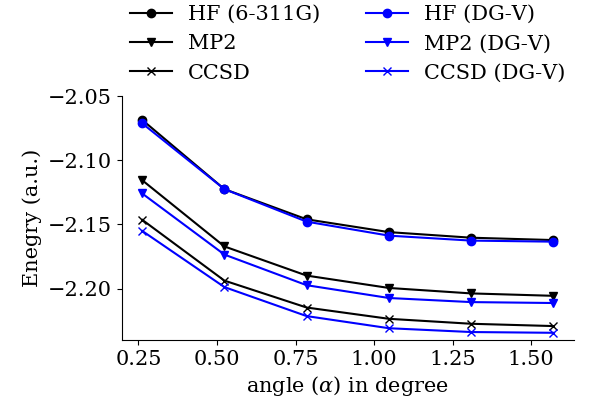 HF (6-311G) HF (DG-V)
MP2 MP2 (DG-V)
CCSD CCSD (DG-V)
−2.05
−2.10
−2.15
−2.20
Enegry (a.u.)
0.25 0.50 0.75 1.00 1.25 1.50
angle (α) in degree